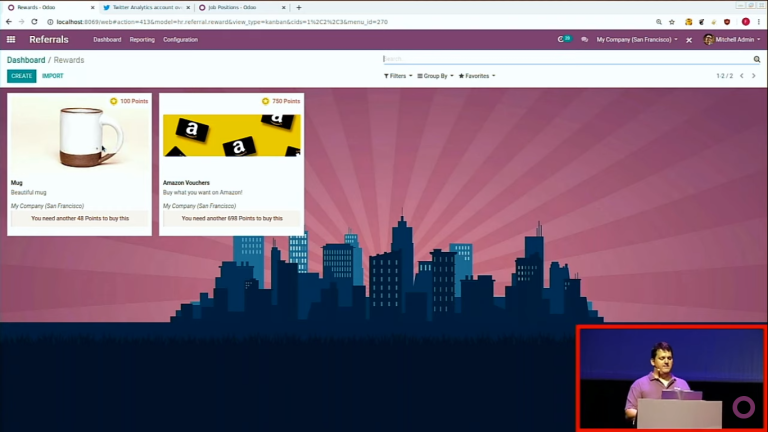 Rewards - Odoo
Twitter Analytics account ov
Job Positions - Odoo
localhost:8069/web#action=413&model=hr.referral.reward&view_type=kanban&cids=1%2C2%2C3&menu_id=270
Referrals
Dashboard
Reporting
Configuration
My Company (San Francisco)
Mitchell Admin
Dashboard / Rewards
Search...
CREATE
IMPORT
Filters
Group By
Favorites
1-2 / 2
100 Points
750 Points
a
a
a
Mug
Beautiful mug
My Company (San Francisco)
You need another 48 Points to buy this
Amazon Vouchers
Buy what you want on Amazon!
My Company (San Francisco)
You need another 698 Points to buy this